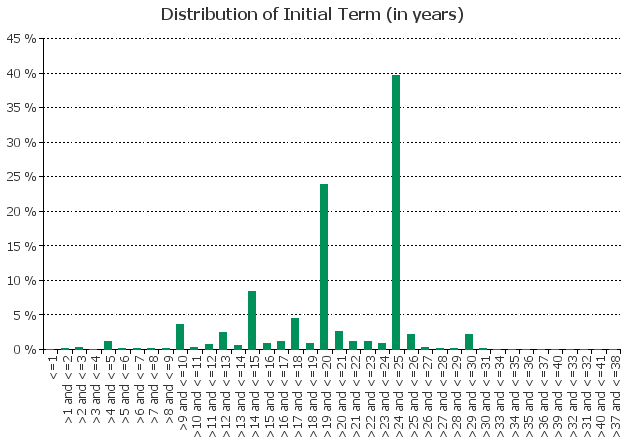 Distribution of Initial Term (in years)
45 %
40 %
35 %
30 %
25 %
20 %
15 %
10 %
5 %
0 %
<=1
>1 and <=2
>2 and <=3
>3 and <=4
>4 and <=5
>5 and <=6
>6 and <=7
>7 and <=8
>8 and <=9
>9 and <=10
>10 and <=11
>11 and <=12
>12 and <=13
>13 and <=14
>14 and <=15
>15 and <=16
>16 and <=17
>17 and <=18
>18 and <=19
>19 and <=20
>20 and <=21
>21 and <=22
>22 and <=23
>23 and <=24
>24 and <=25
>25 and <=26
>26 and <=27
>27 and <=28
>28 and <=29
>29 and <=30
>30 and <=31
>33 and <=34
>34 and <=35
>35 and <=36
>36 and <=37
>39 and <=40
>32 and <=33
>31 and <=32
>40 and <=41
>37 and <=38